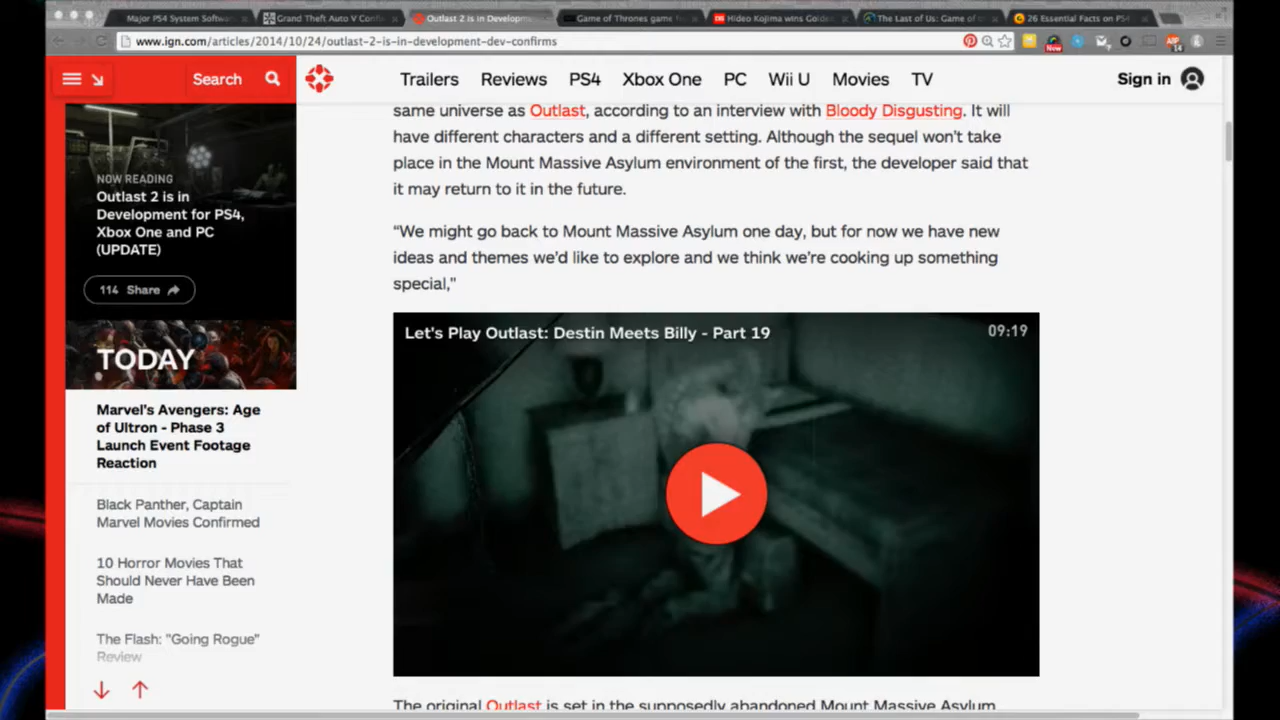 Major PS4 System Softw
Grand Theft Auto V Confi
Outlast 2 is in Developm
Game of Thrones game
Hideo Kojima wins Golde
The Last of Us: Game of
26 Essential Facts on PS4
www.ign.com/articles/2014/10/24/outlast-2-is-in-development-dev-confirms
New
14
Search
Trailers
Reviews
PS4
Xbox One
PC
Wii U
Movies
TV
Sign in
NOW READING
Outlast 2 is in
Development for PS4,
Xbox One and PC
(UPDATE)
114 Share
TODAY
Marvel's Avengers: Age
of Ultron - Phase 3
Launch Event Footage
Reaction
Black Panther, Captain
Marvel Movies Confirmed
10 Horror Movies That
Should Never Have Been
Made
The Flash: "Going Rogue"
Review
same universe as Outlast, according to an interview with Bloody Disgusting. It will
have different characters and a different setting. Although the sequel won't take
place in the Mount Massive Asylum environment of the first, the developer said that
it may return to it in the future.
“We might go back to Mount Massive Asylum one day, but for now we have new
ideas and themes we'd like to explore and we think we're cooking up something
special,"
Let's Play Outlast: Destin Meets Billy - Part 19
09:19
The original Outlast is set in the supposedly abandoned Mount Massive Asylum